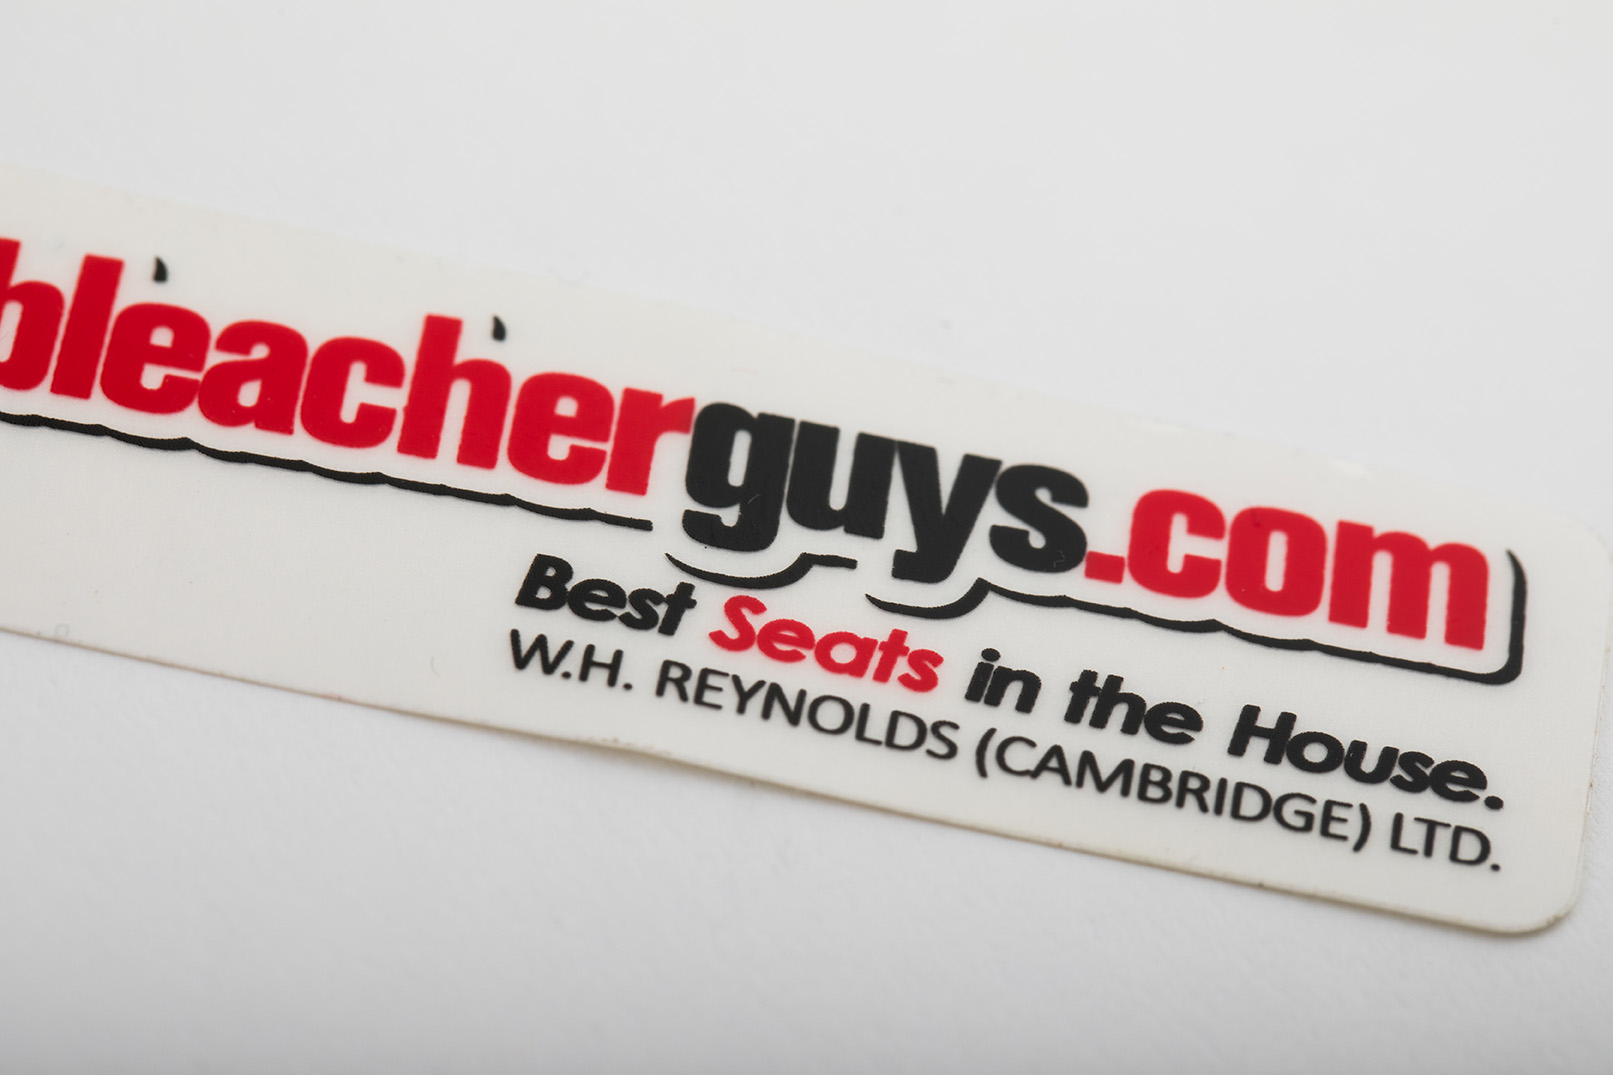 bleacherguys.com
Best Seats in the House.
W.H. REYNOLDS (CAMBRIDGE) LTD.